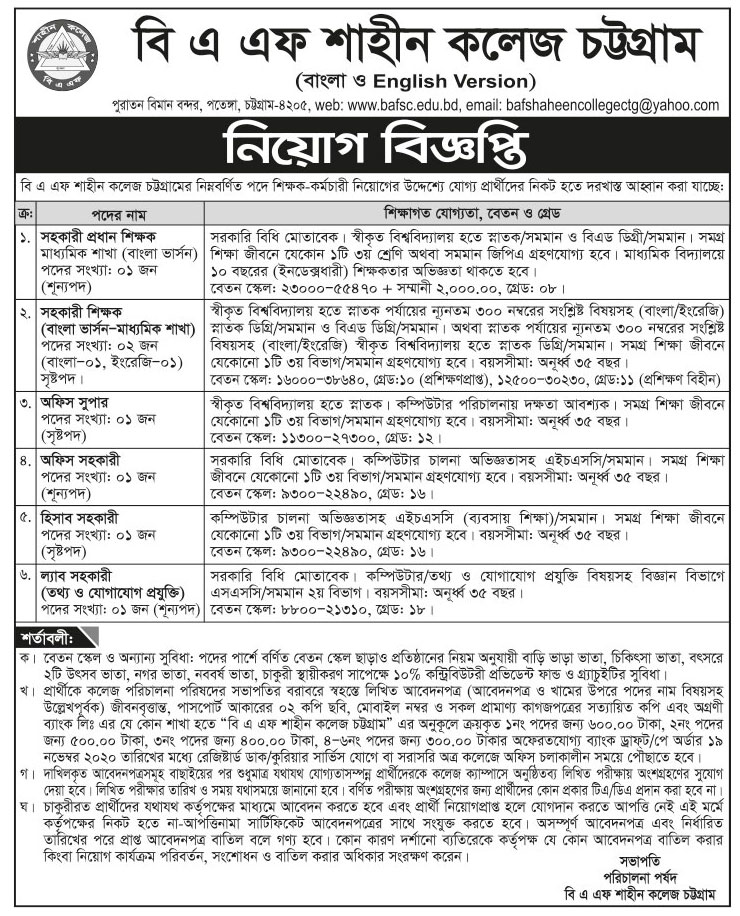 শাহীন কলেজ
বি এ এফ
বি এ এফ শাহীন কলেজ চট্টগ্রাম
(বাংলা ও English Version)
পুরাতন বিমান বন্দর, পতেঙ্গা, চট্টগ্রাম-৪২০৫, web: www.bafsc.edu.bd, email: bafshaheencollegectg@yahoo.com
নিয়োগ বিজ্ঞপ্তি
বি এ এফ শাহীন কলেজ চট্টগ্রামের নিম্নবর্ণিত পদে শিক্ষক-কর্মচারী নিয়োগের উদ্দেশ্যে যোগ্য প্রার্থীদের নিকট হতে দরখাস্ত আহ্বান করা যাচ্ছে:
ক্র: পদের নাম শিক্ষাগত যোগ্যতা, বেতন ও গ্রেড
১. সহকারী প্রধান শিক্ষক
মাধ্যমিক শাখা (বাংলা ভার্সন)
পদের সংখ্যা: ০১ জন
(শূন্যপদ)
সরকারি বিধি মোতাবেক। স্বীকৃত বিশ্ববিদ্যালয় হতে স্নাতক/সমমান ও বিএড ডিগ্রী/সমমান। সমগ্র
শিক্ষা জীবনে যেকোন ১টি ৩য় শ্রেণি অথবা সমমান জিপিএ গ্রহণযোগ্য হবে। মাধ্যমিক বিদ্যালয়ে
১০ বছরের (ইনডেক্সধারী) শিক্ষকতার অভিজ্ঞতা থাকতে হবে।
বেতন স্কেল: ২৩০০০-৫৫৪৭০ + সম্মানী ২,০০০.০০, গ্রেড: ০৮।
২. সহকারী শিক্ষক
(বাংলা ভার্সন-মাধ্যমিক শাখা)
পদের সংখ্যা: ০২ জন
(বাংলা-০১, ইংরেজি-০১)
সৃষ্টপদ।
স্বীকৃত বিশ্ববিদ্যালয় হতে স্নাতক পর্যায়ের ন্যূনতম ৩০০ নম্বরের সংশ্লিষ্ট বিষয়সহ (বাংলা/ইংরেজি)
স্নাতক ডিগ্রি/সমমান ও বিএড ডিগ্রি/সমমান। অথবা স্নাতক পর্যায়ের ন্যূনতম ৩০০ নম্বরের সংশ্লিষ্ট
বিষয়সহ (বাংলা/ইংরেজি) স্বীকৃত বিশ্ববিদ্যালয় হতে স্নাতক ডিগ্রি/সমমান। সমগ্র শিক্ষা জীবনে
যেকোনো ১টি ৩য় বিভাগ/সমমান গ্রহণযোগ্য হবে। বয়সসীমা: অনূর্ধ্ব ৩৫ বছর।
বেতন স্কেল: ১৬০০০-৩৮৬৪০, গ্রেড:১০ (প্রশিক্ষণপ্রাপ্ত), ১২৫০০-৩০২৩০, গ্রেড:১১ (প্রশিক্ষণ বিহীন)
৩. অফিস সুপার
পদের সংখ্যা: ০১ জন
(সৃষ্টপদ)
স্বীকৃত বিশ্ববিদ্যালয় হতে স্নাতক। কম্পিউটার পরিচালনায় দক্ষতা আবশ্যক। সমগ্র শিক্ষা জীবনে
যেকোনো ১টি ৩য় বিভাগ/সমমান গ্রহণযোগ্য হবে। বয়সসীমা: অনূর্ধ্ব ৩৫ বছর।
বেতন স্কেল: ১১৩০০-২৭৩০০, গ্রেড: ১২।
৪. অফিস সহকারী
পদের সংখ্যা: ০১ জন
(শূন্যপদ)
সরকারি বিধি মোতাবেক। কম্পিউটার চালনা অভিজ্ঞতাসহ এইচএসসি/সমমান। সমগ্র শিক্ষা
জীবনে যেকোনো ১টি ৩য় বিভাগ/সমমান গ্রহণযোগ্য হবে। বয়সসীমা: অনূর্ধ্ব ৩৫ বছর।
বেতন স্কেল: ৯৩০০-২২৪৯০, গ্রেড: ১৬।
৫. হিসাব সহকারী
পদের সংখ্যা: ০১ জন
(সৃষ্টপদ)
কম্পিউটার চালনা অভিজ্ঞতাসহ এইচএসসি (ব্যবসায় শিক্ষা)/সমমান। সমগ্র শিক্ষা জীবনে
যেকোনো ১টি ৩য় বিভাগ/সমমান গ্রহণযোগ্য হবে। বয়সসীমা: অনূর্ধ্ব ৩৫ বছর।
বেতন স্কেল: ৯৩০০-২২৪৯০, গ্রেড: ১৬।
৬. ল্যাব সহকারী
(তথ্য ও যোগাযোগ প্রযুক্তি)
পদের সংখ্যা: ০১ জন (শূন্যপদ)
সরকারি বিধি মোতাবেক। কম্পিউটার/তথ্য ও যোগাযোগ প্রযুক্তি বিষয়সহ বিজ্ঞান বিভাগে
এসএসসি/সমমান ২য় বিভাগ। বয়সসীমা: অনূর্ধ্ব ৩৫ বছর।
বেতন স্কেল: ৮৮০০-২১৩১০, গ্রেড: ১৮।
শর্তাবলী:
ক। বেতন স্কেল ও অন্যান্য সুবিধা: পদের পার্শে বর্ণিত বেতন স্কেল ছাড়াও প্রতিষ্ঠানের নিয়ম অনুযায়ী বাড়ি ভাড়া ভাতা, চিকিৎসা ভাতা, বৎসরে
২টি উৎসব ভাতা, নগর ভাতা, নববর্ষ ভাতা, চাকুরী স্থায়ীকরণ সাপেক্ষে ১০% কন্ট্রিবিউটরী প্রভিডেন্ট ফান্ড ও গ্র্যাচুইটির সুবিধা।
খ। প্রার্থীকে কলেজ পরিচালনা পরিষদের সভাপতির বরাবরে স্বহস্তে লিখিত আবেদনপত্র (আবেদনপত্র ও খামের উপরে পদের নাম বিষয়সহ
উল্লেখপূর্বক) জীবনবৃত্তান্ত, পাসপোর্ট আকারের ০২ কপি ছবি, মোবাইল নম্বর ও সকল প্রামাণ্য কাগজপত্রের সত্যায়িত কপি এবং অগ্রণী
ব্যাংক লিঃ এর যে কোন শাখা হতে “বি এ এফ শাহীন কলেজ চট্টগ্রাম” এর অনুকূলে ক্রয়কৃত ১নং পদের জন্য ৬০০.০০ টাকা, ২নং পদের
জন্য ৫০০.০০ টাকা, ৩নং পদের জন্য ৪০০.০০ টাকা, ৪-৬নং পদের জন্য ৩০০.০০ টাকার অফেরতযোগ্য ব্যাংক ড্রাফ্ট/পে অর্ডার ১৯
নভেম্বর ২০২০ তারিখের মধ্যে রেজিষ্টার্ড ডাক/কুরিয়ার সার্ভিস যোগে বা সরাসরি অত্র কলেজে অফিস চলাকালীন সময়ে পৌছাতে হবে।
গ। দাখিলকৃত আবেদনপত্রসমূহ বাছাইয়ের পর শুধুমাত্র যথাযথ যোগ্যতাসম্পন্ন প্রার্থীদেরকে কলেজ ক্যাম্পাসে অনুষ্ঠিতব্য লিখিত পরীক্ষায় অংশগ্রহণের সুযোগ
দেয়া হবে। লিখিত পরীক্ষার তারিখ ও সময় যথাসময়ে জানানো হবে। বর্ণিত পরীক্ষায় অংশগ্রহণের জন্য প্রার্থীদের কোন প্রকার টিএ/ডিএ প্রদান করা হবে না।
ঘ। চাকুরীরত প্রার্থীদের যথাযথ কর্তৃপক্ষের মাধ্যমে আবেদন করতে হবে এবং প্রার্থী নিয়োগপ্রাপ্ত হলে যোগদান করতে আপত্তি নেই এই মর্মে
কর্তৃপক্ষের নিকট হতে না-আপত্তিনামা সার্টিফিকেট আবেদনপত্রের সাথে সংযুক্ত করতে হবে। অসম্পূর্ণ আবেদনপত্র এবং নির্ধারিত
তারিখের পরে প্রাপ্ত আবেদনপত্র বাতিল বলে গণ্য হবে। কোন কারণ দর্শানো ব্যতিরেকে কর্তৃপক্ষ যে কোন আবেদনপত্র বাতিল করার
কিংবা নিয়োগ কার্যক্রম পরিবর্তন, সংশোধন ও বাতিল করার অধিকার সংরক্ষণ করেন।
সভাপতি
পরিচালনা পর্ষদ
বি এ এফ শাহীন কলেজ চট্টগ্রাম